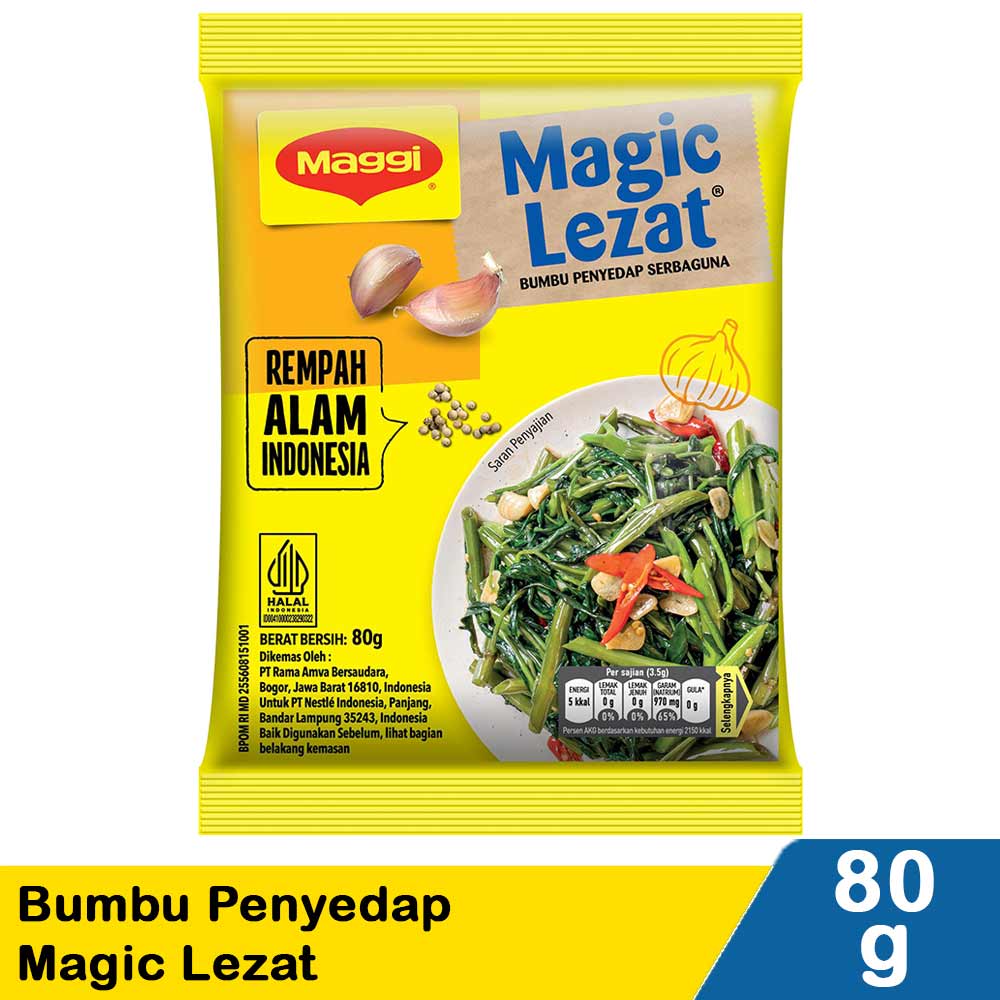 Maggi®
Magic
Lezat®
BUMBU PENYEDAP SERBAGUNA
REMPAH
ALAM
INDONESIA
Saran Penyajian
HALAL
INDONESIA
ID00410000238290322
BPOM RI MD 255608151001
BERAT BERSIH: 80g
Dikemas Oleh :
PT Rama Amva Bersaudara,
Bogor, Jawa Barat 16810, Indonesia
Untuk PT Nestlé Indonesia, Panjang,
Bandar Lampung 35243, Indonesia
Baik Digunakan Sebelum, lihat bagian
belakang kemasan
Per sajian (3.5g)
ENERGI
5 kkal
LEMAK
TOTAL
0 g
0%
LEMAK
JENUH
0 g
0%
GARAM
(NATRIUM)
970 mg
65%
GULA*
0 g
Persen AKG berdasarkan kebutuhan energi 2150 kkal
Selengkapnya
Bumbu Penyedap
Magic Lezat
80
g